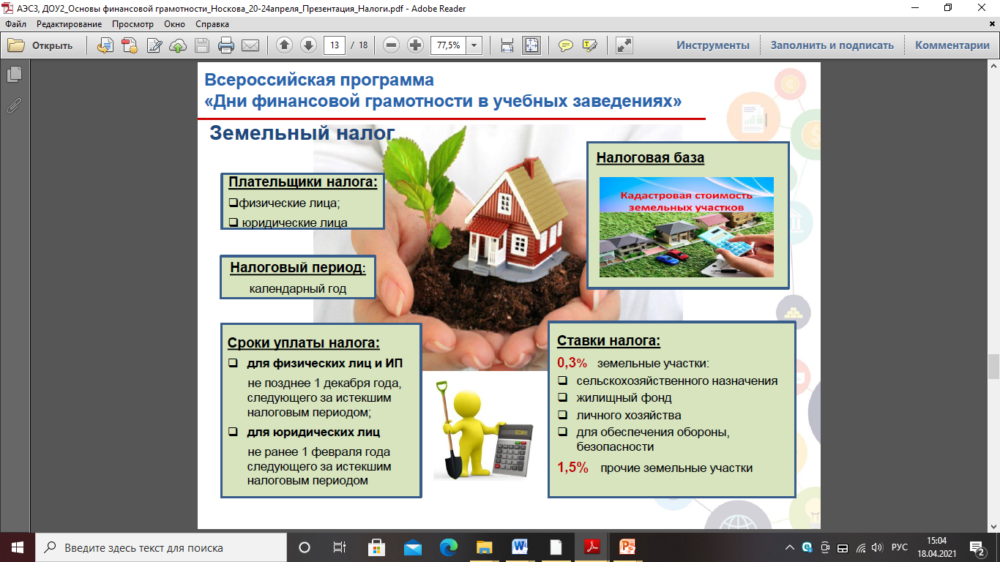 АЭС3, ДОУ2_Основы финансовой грамотности_Носкова_20-24апреля_Презентация_Налоги.pdf - Adobe Reader
Файл Редактирование Просмотр Окно Справка
Открыть 13 / 18 77,5% Инструменты Заполнить и подписать Комментарии
Всероссийская программа
«Дни финансовой грамотности в учебных заведениях»
Земельный налог
Плательщики налога:
физические лица;
юридические лица
Налоговый период:
календарный год
Сроки уплаты налога:
для физических лиц и ИП
не позднее 1 декабря года,
следующего за истекшим
налоговым периодом;
для юридических лиц
не ранее 1 февраля года
следующего за истекшим
налоговым периодом
Налоговая база
Кадастровая стоимость
земельных участков
Ставки налога:
0,3% земельные участки:
сельскохозяйственного назначения
жилищный фонд
личного хозяйства
для обеспечения обороны,
безопасности
1,5% прочие земельные участки
Введите здесь текст для поиска
РУС
15:04
18.04.2021
2